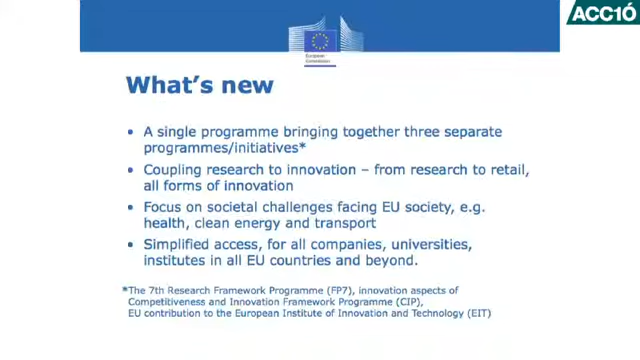 ACC1Ó
European
Commission
What's new
• A single programme bringing together three separate
programmes/initiatives*
• Coupling research to innovation – from research to retail,
all forms of innovation
• Focus on societal challenges facing EU society, e.g.
health, clean energy and transport
• Simplified access, for all companies, universities,
institutes in all EU countries and beyond.
*The 7th Research Framework Programme (FP7), innovation aspects of
Competitiveness and Innovation Framework Programme (CIP),
EU contribution to the European Institute of Innovation and Technology (EIT)